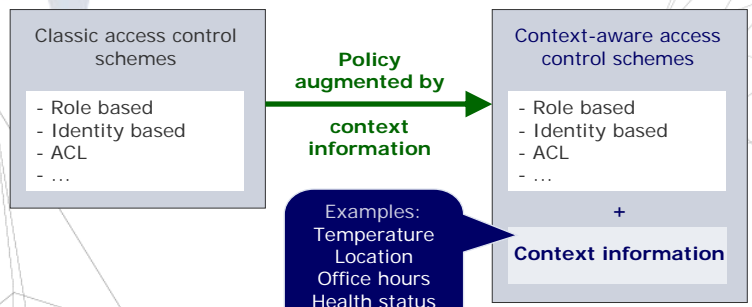 Classic access control
schemes
- Role based
- Identity based
- ACL
- ...
Policy
augmented by
context
information
Context-aware access
control schemes
- Role based
- Identity based
- ACL
- ...
+
Context information
Examples:
Temperature
Location
Office hours
Health status